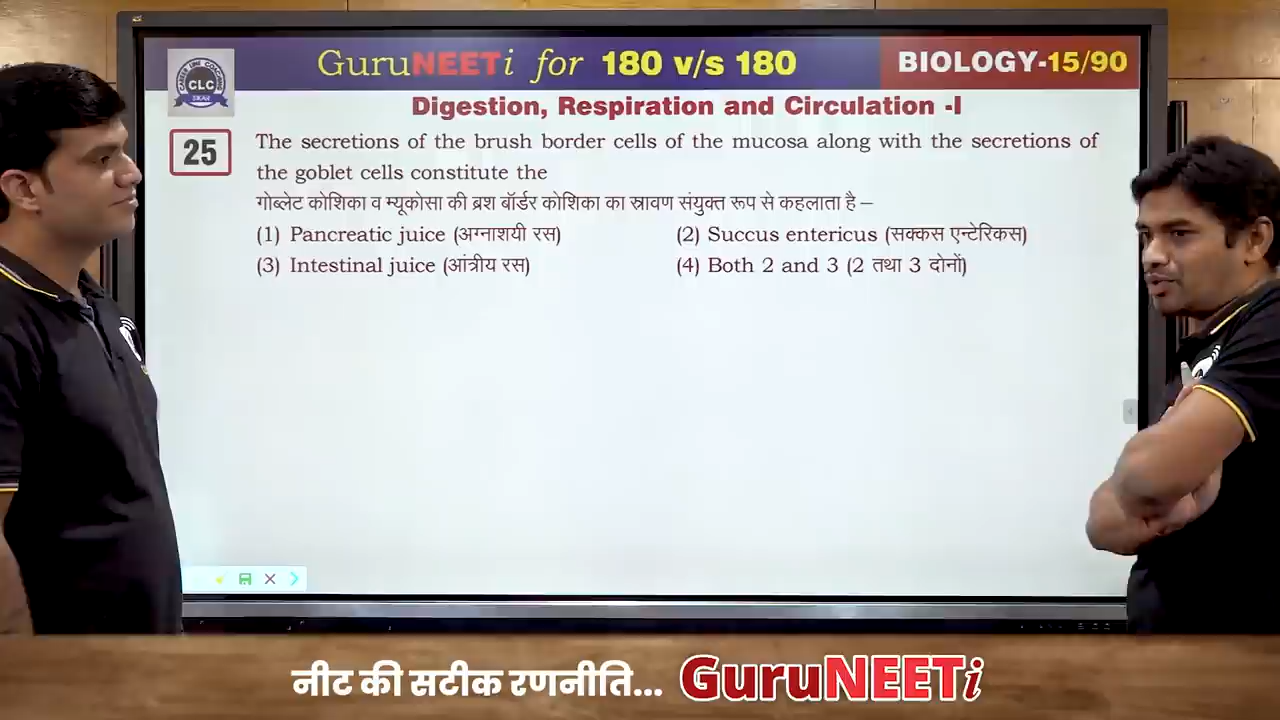 GuruNEETi for 180 v/s 180
BIOLOGY-15/90
CLC
Digestion, Respiration and Circulation -I
25
The secretions of the brush border cells of the mucosa along with the secretions of
the goblet cells constitute the
गोब्लेट कोशिका व म्यूकोसा की ब्रश बॉर्डर कोशिका का स्रावण संयुक्त रूप से कहलाता है –
(1) Pancreatic juice (अग्नाशयी रस)
(2) Succus entericus (सक्कस एन्टेरिकस)
(3) Intestinal juice (आंत्रीय रस)
(4) Both 2 and 3 (2 तथा 3 दोनों)
नीट की सटीक रणनीति... GuruNEETi